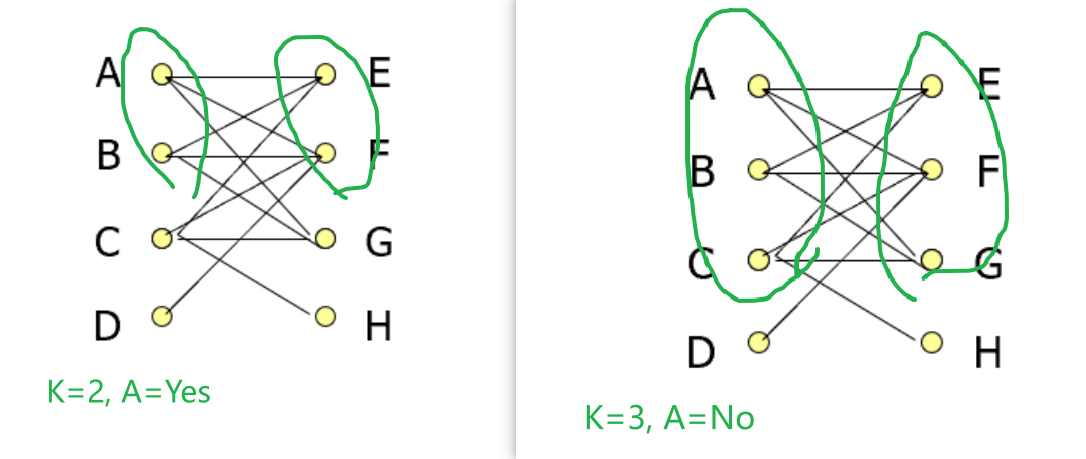 A E
B F
C G
D H
K=2, A=Yes
A E
B F
C G
D H
K=3, A=No